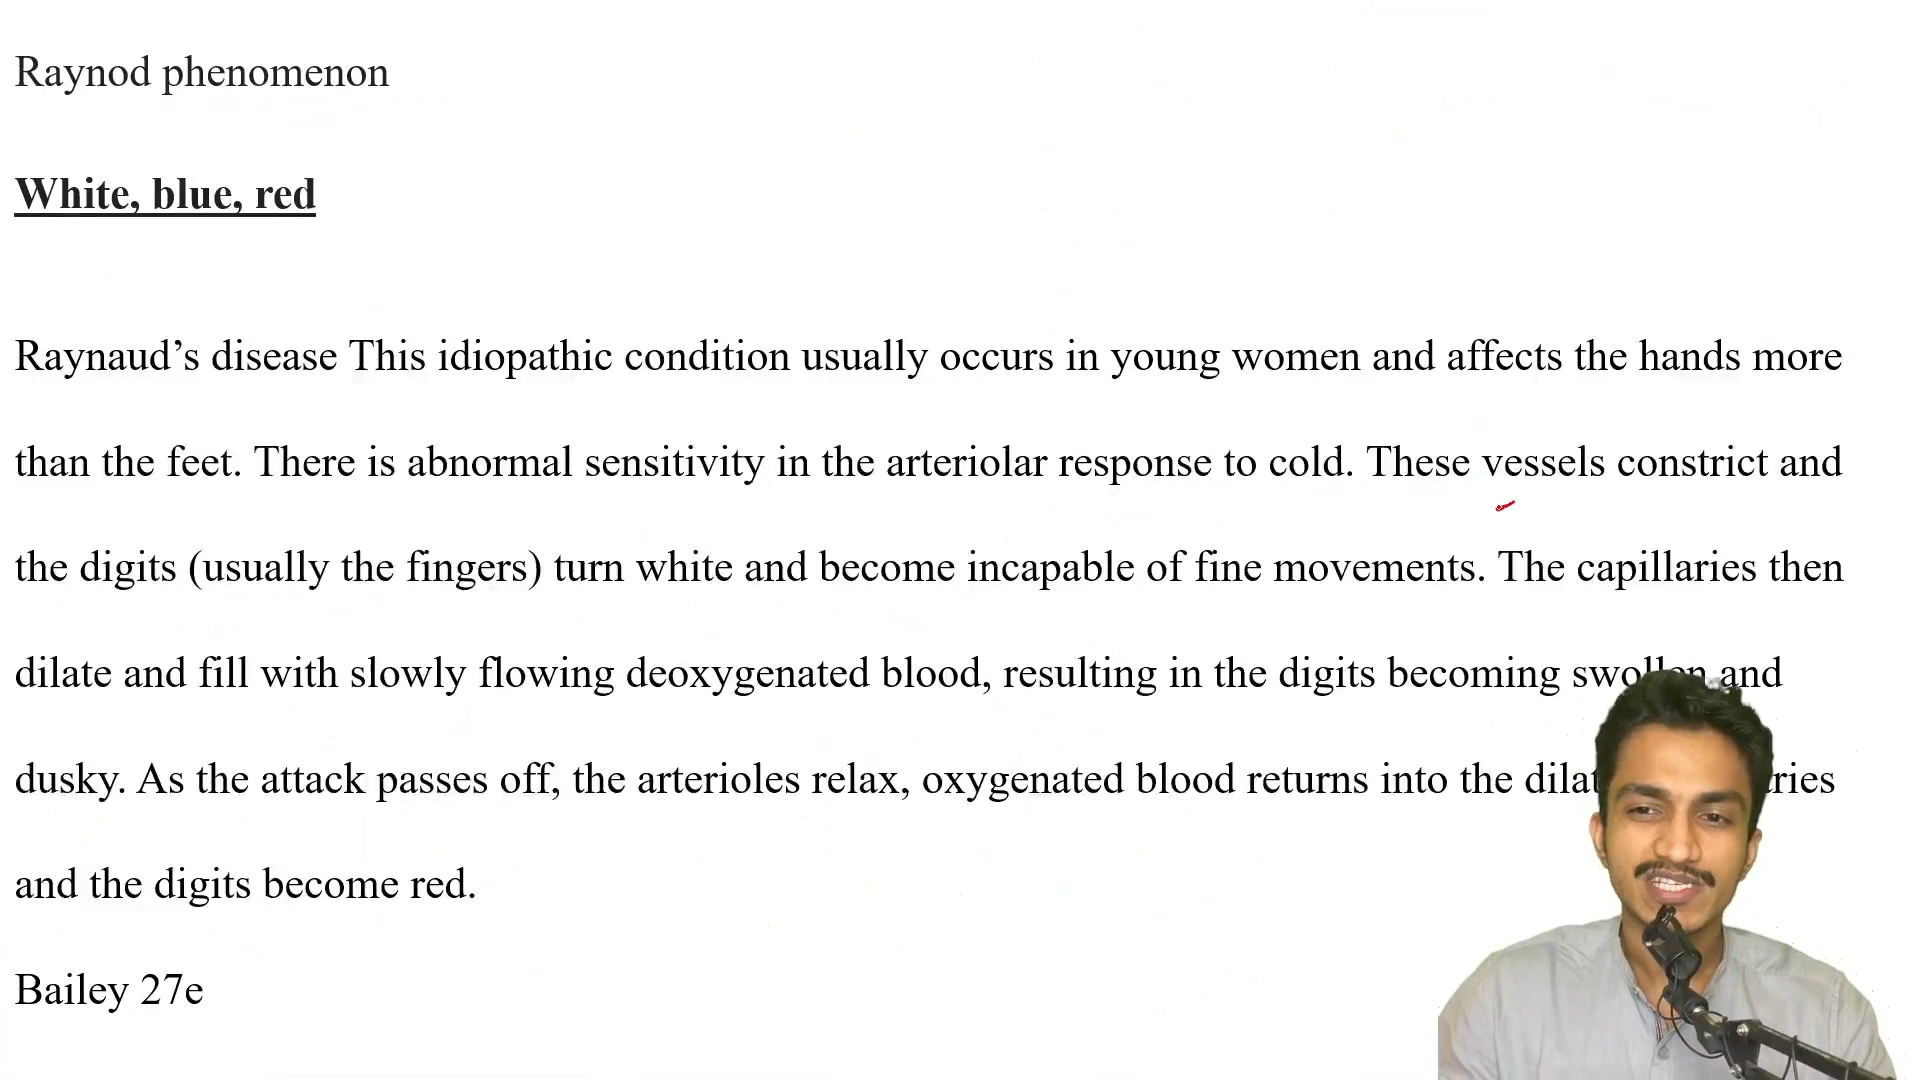 Raynod phenomenon
White, blue, red
Raynaud’s disease This idiopathic condition usually occurs in young women and affects the hands more
than the feet. There is abnormal sensitivity in the arteriolar response to cold. These vessels constrict and
the digits (usually the fingers) turn white and become incapable of fine movements. The capillaries then
dilate and fill with slowly flowing deoxygenated blood, resulting in the digits becoming swollen and
dusky. As the attack passes off, the arterioles relax, oxygenated blood returns into the
and the digits become red.
Bailey 27e